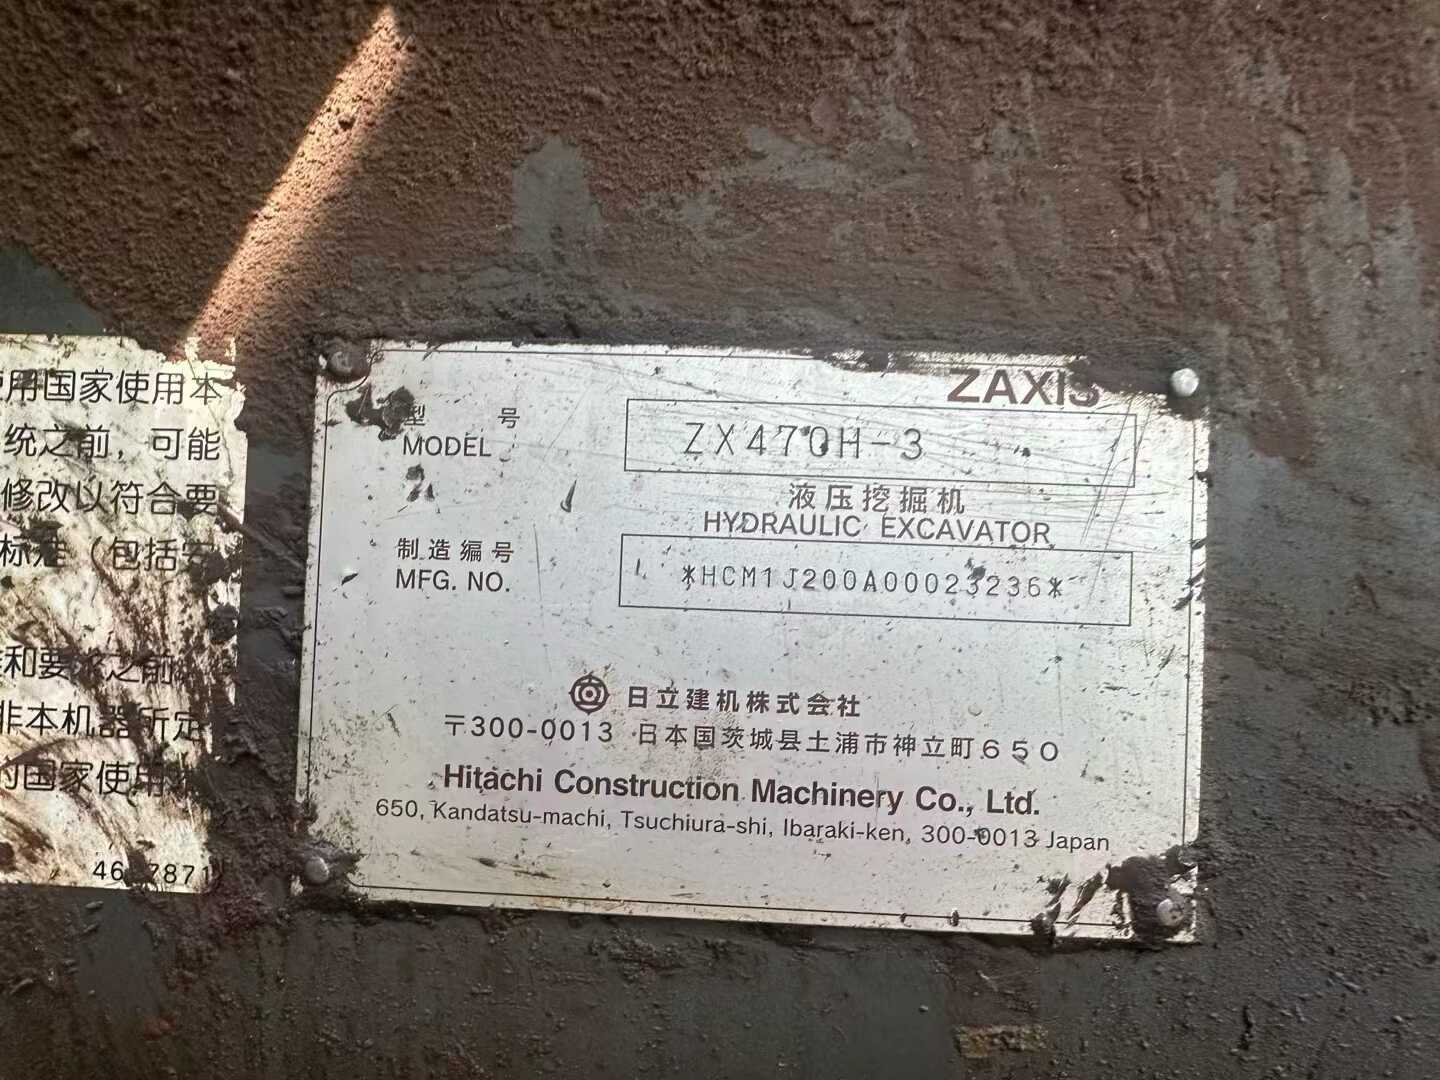 使用国家使用本
统之前，可能
修改以符合要
标准（包括安
和要求之前
非本机器所定
的国家使用
7871
ZAXIS
型 号
MODEL
ZX470H-3
液压挖掘机
HYDRAULIC EXCAVATOR
制造编号
MFG. NO.
*HCM1J200A00023236*
日立建机株式会社
〒300-0013 日本国茨城县土浦市神立町650
Hitachi Construction Machinery Co., Ltd.
650, Kandatsu-machi, Tsuchiura-shi, Ibaraki-ken, 300-0013 Japan